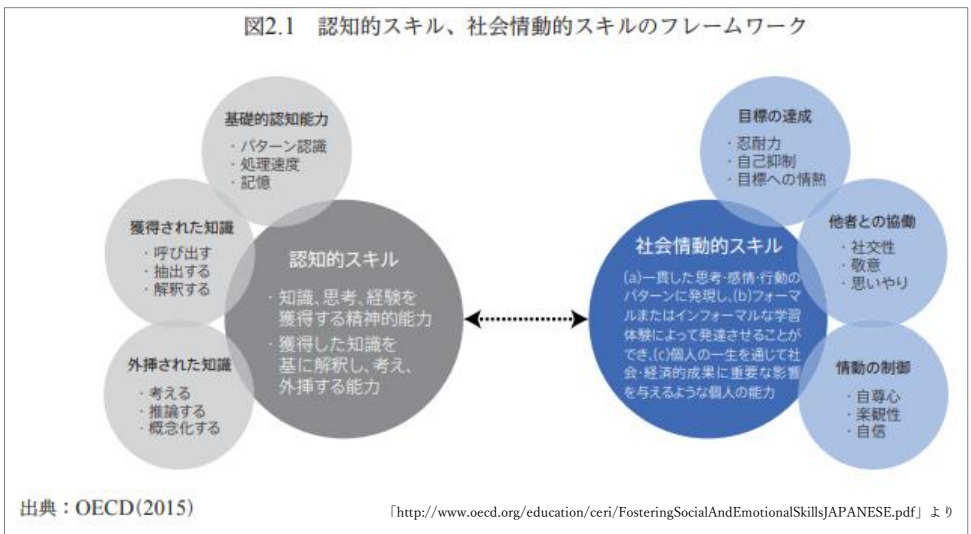 図2.1 認知的スキル、社会情動的スキルのフレームワーク
基礎的認知能力
・パターン認識
・処理速度
・記憶
獲得された知識
・呼び出す
・抽出する
・解釈する
外挿された知識
・考える
・推論する
・概念化する
認知的スキル
・知識、思考、経験を
獲得する精神的能力
・獲得した知識を
基に解釈し、考え、
外挿する能力
社会情動的スキル
(a)一貫した思考・感情・行動の
パターンに発現し、(b)フォーマ
ルまたはインフォーマルな学習
体験によって発達させることが
でき、(c)個人の一生を通じて社
会・経済的成果に重要な影響
を与えるような個人の能力
目標の達成
・忍耐力
・自己抑制
・目標への情熱
他者との協働
・社交性
・敬意
・思いやり
情動の制御
・自尊心
・楽観性
・自信
出典：OECD(2015)
「http://www.oecd.org/education/ceri/FosteringSocialAndEmotionalSkillsJAPANESE.pdf」より